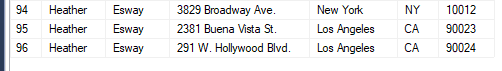 94 Heather Esway 3829 Broadway Ave. New York NY 10012
95 Heather Esway 2381 Buena Vista St. Los Angeles CA 90023
96 Heather Esway 291 W. Hollywood Blvd. Los Angeles CA 90024